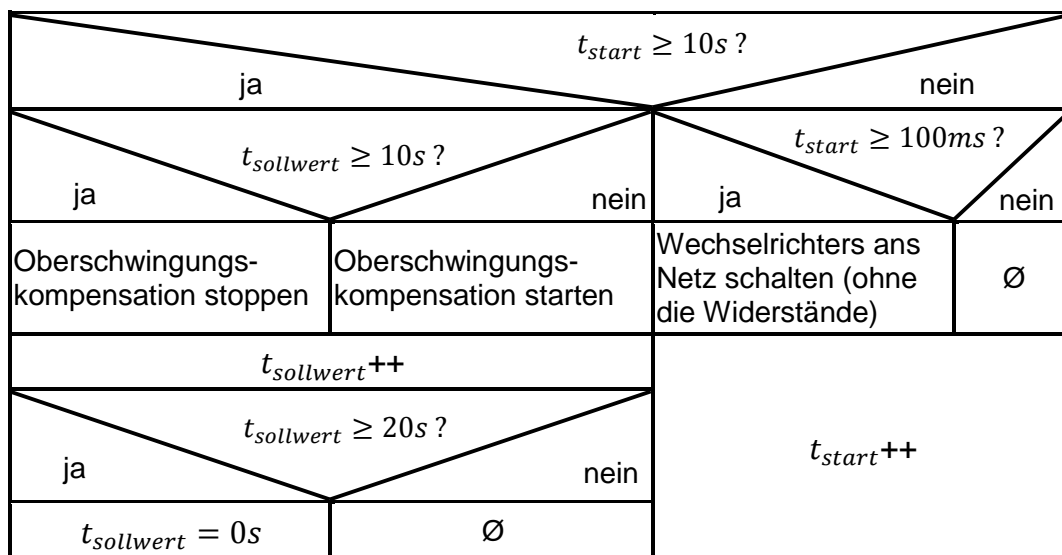 t_start ≥ 10s ?
ja
nein
t_sollwert ≥ 10s ?
t_start ≥ 100ms ?
ja
nein
ja
nein
Oberschwingungs-
kompensation stoppen
Oberschwingungs-
kompensation starten
Wechselrichters ans
Netz schalten (ohne
die Widerstände)
Ø
t_sollwert++
t_sollwert ≥ 20s ?
ja
nein
t_start++
t_sollwert = 0s
Ø